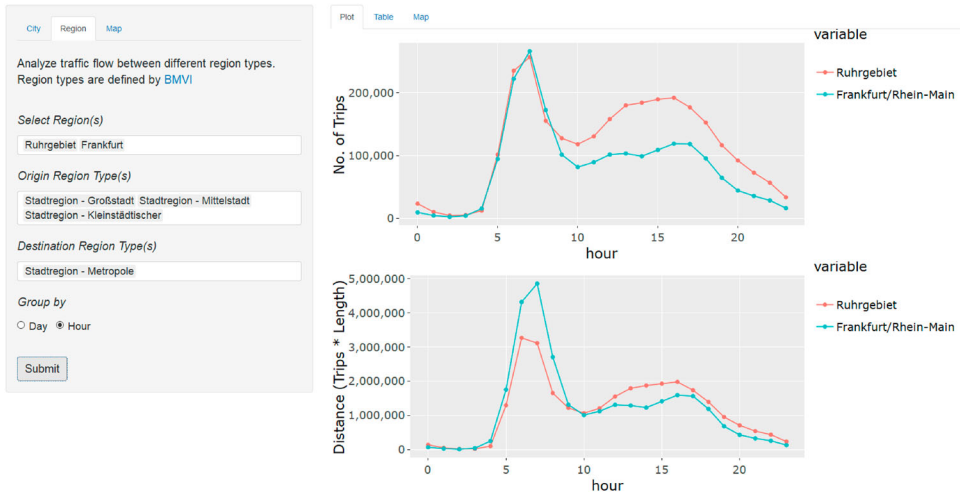 City Region Map
Analyze traffic flow between different region types.
Region types are defined by BMVI
Select Region(s)
Ruhrgebiet Frankfurt
Origin Region Type(s)
Stadtregion - Großstadt Stadtregion - Mittelstadt
Stadtregion - Kleinstädtischer
Destination Region Type(s)
Stadtregion - Metropole
Group by
Day Hour
Submit
Plot Table Map
No. of Trips
200,000
100,000
0
0 5 10 15 20
hour
variable
Ruhrgebiet
Frankfurt/Rhein-Main
Distance (Trips * Length)
5,000,000
4,000,000
3,000,000
2,000,000
1,000,000
0
0 5 10 15 20
hour
variable
Ruhrgebiet
Frankfurt/Rhein-Main